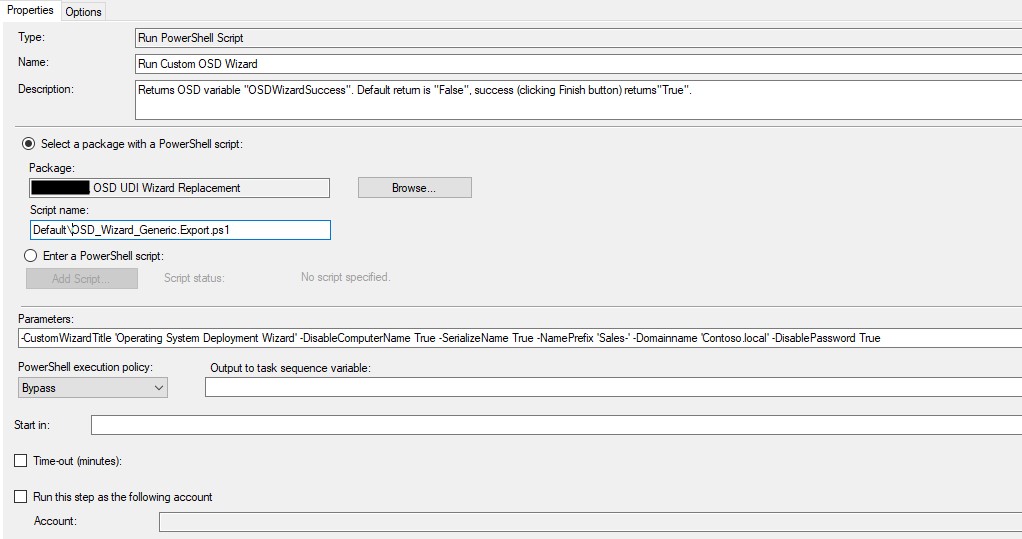 Properties
Options
Type:
Run PowerShell Script
Name:
Run Custom OSD Wizard
Description:
Returns OSD variable "OSDWizardSuccess". Default return is "False", success (clicking Finish button) returns"True".
Select a package with a PowerShell script:
Package:
OSD UDI Wizard Replacement
Browse...
Script name:
Default\OSD_Wizard_Generic.Export.ps1
Enter a PowerShell script:
Add Script...
Script status:
No script specified.
Parameters:
-CustomWizardTitle 'Operating System Deployment Wizard' -DisableComputerName True -SerializeName True -NamePrefix 'Sales-' -Domainname 'Contoso.local' -DisablePassword True
PowerShell execution policy:
Output to task sequence variable:
Bypass
Start in:
Time-out (minutes):
Run this step as the following account
Account: